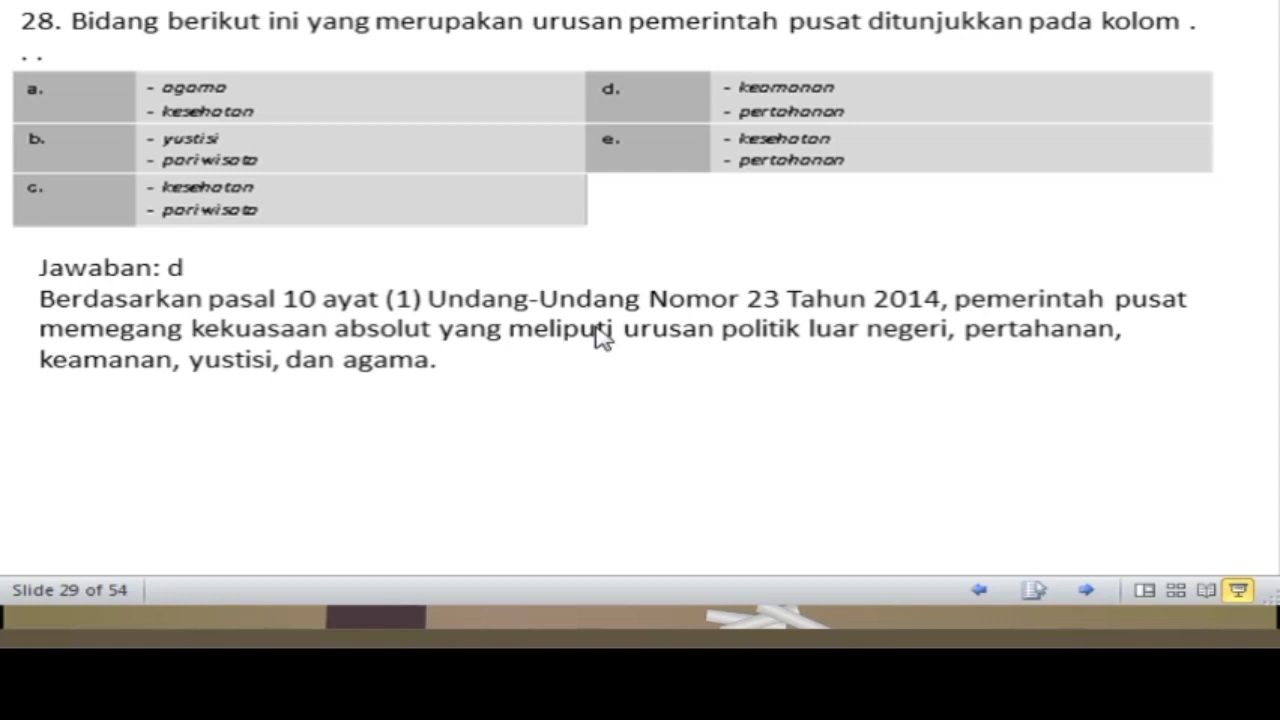 28. Bidang berikut ini yang merupakan urusan pemerintah pusat ditunjukkan pada kolom .
. .
a.
- agama
- kesehatan
d.
- keamanan
- pertahanan
b.
- yustisi
- pariwisata
e.
- kesehatan
- pertahanan
c.
- kesehatan
- pariwisata
Jawaban: d
Berdasarkan pasal 10 ayat (1) Undang-Undang Nomor 23 Tahun 2014, pemerintah pusat
memegang kekuasaan absolut yang meliputi urusan politik luar negeri, pertahanan,
keamanan, yustisi, dan agama.
Slide 29 of 54